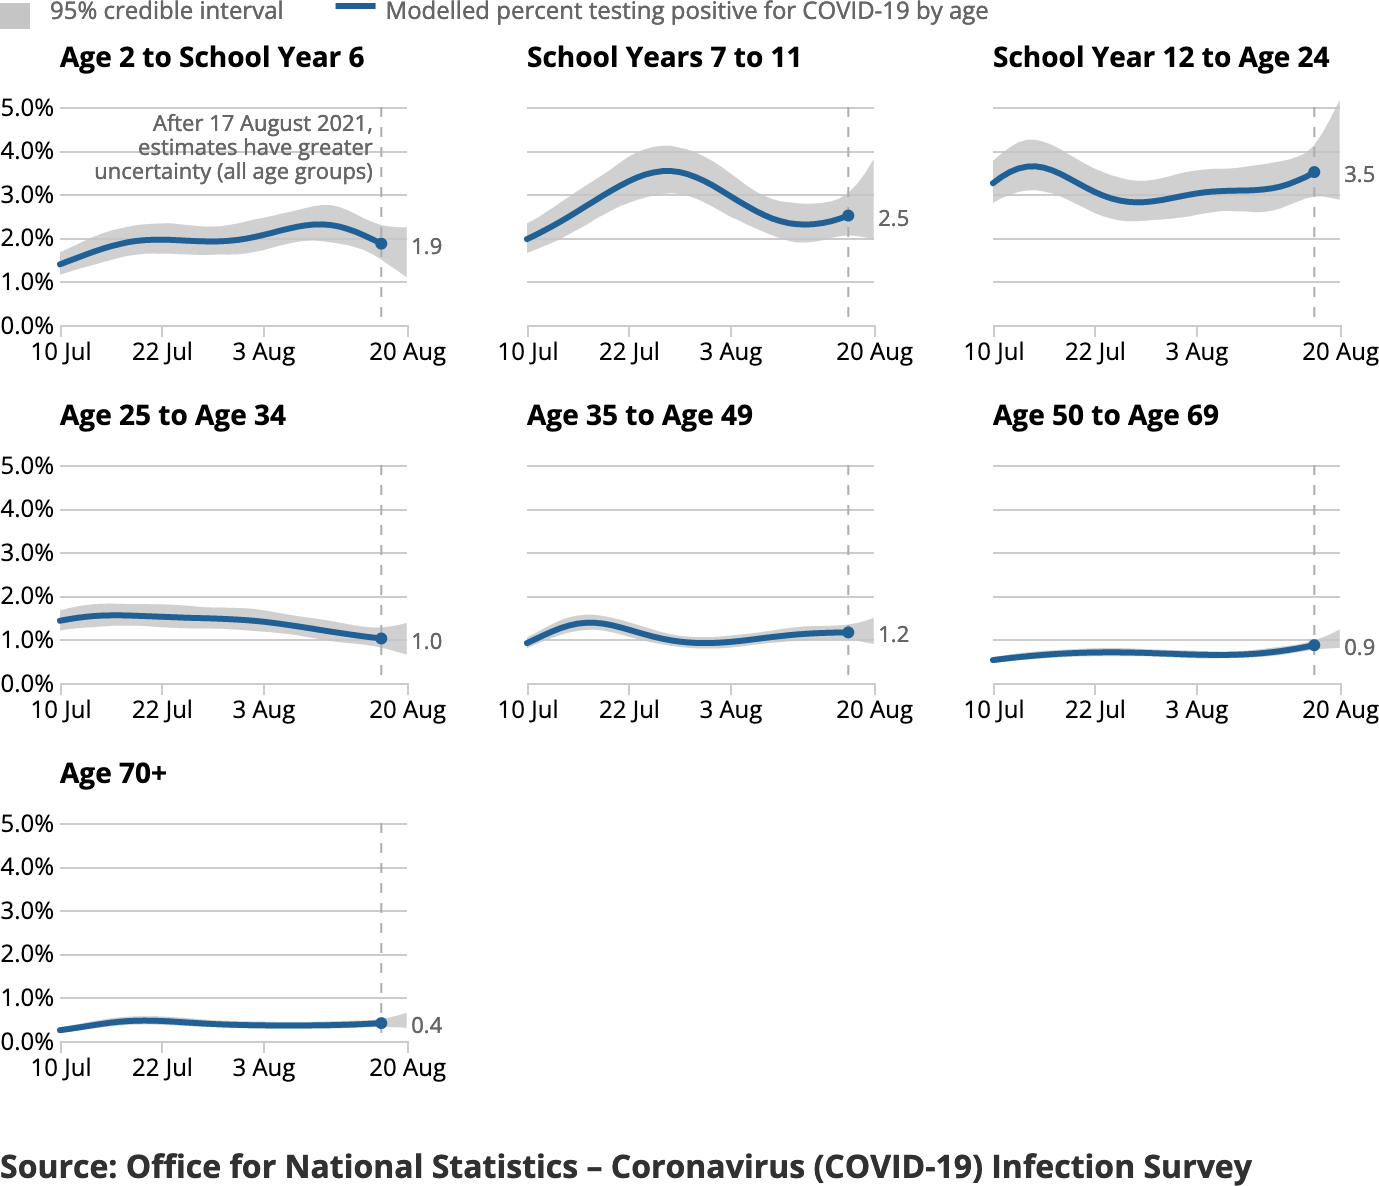 95% credible interval
Modelled percent testing positive for COVID-19 by age
Age 2 to School Year 6
School Years 7 to 11
School Year 12 to Age 24
5.0%
4.0%
3.0%
2.0%
1.0%
0.0%
After 17 August 2021,
estimates have greater
uncertainty (all age groups)
1.9
2.5
3.5
10 Jul 22 Jul 3 Aug 20 Aug
10 Jul 22 Jul 3 Aug 20 Aug
10 Jul 22 Jul 3 Aug 20 Aug
Age 25 to Age 34
Age 35 to Age 49
Age 50 to Age 69
5.0%
4.0%
3.0%
2.0%
1.0%
0.0%
1.0
1.2
0.9
10 Jul 22 Jul 3 Aug 20 Aug
10 Jul 22 Jul 3 Aug 20 Aug
10 Jul 22 Jul 3 Aug 20 Aug
Age 70+
5.0%
4.0%
3.0%
2.0%
1.0%
0.0%
0.4
10 Jul 22 Jul 3 Aug 20 Aug
Source: Office for National Statistics – Coronavirus (COVID-19) Infection Survey